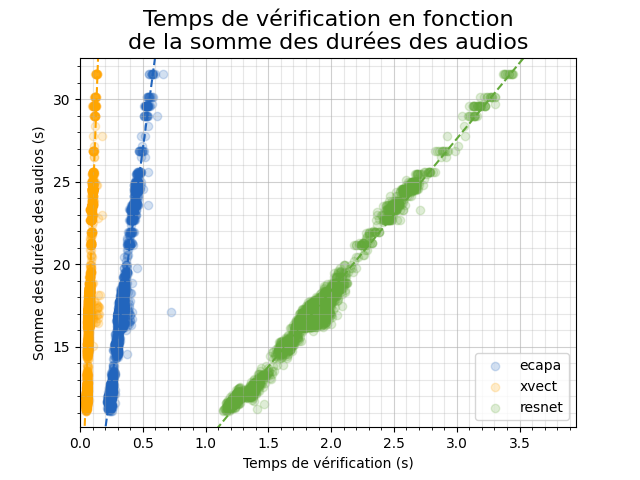 Temps de vérification en fonction
de la somme des durées des audios
Somme des durées des audios (s)
30
25
20
15
0.0 0.5 1.0 1.5 2.0 2.5 3.0 3.5
Temps de vérification (s)
ecapa
xvect
resnet